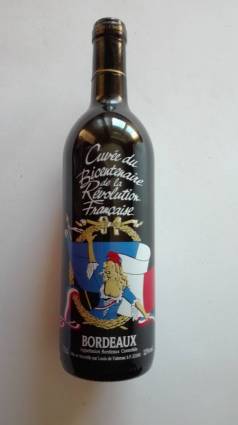 Cuvée du
Bicentenaire
de la
Révolution
Française
BORDEAUX
Appellation Bordeaux Contrôlée